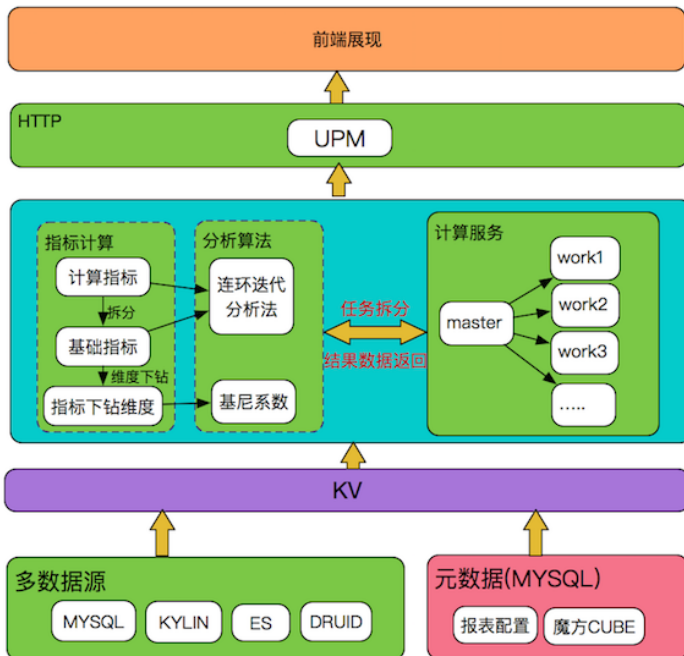 前端展现
HTTP
UPM
指标计算
计算指标
拆分
基础指标
维度下钻
指标下钻维度
分析算法
连环迭代
分析法
基尼系数
任务拆分
结果数据返回
计算服务
master
work1
work2
work3
.....
KV
多数据源
MYSQL
KYLIN
ES
DRUID
元数据(MYSQL)
报表配置
魔方CUBE